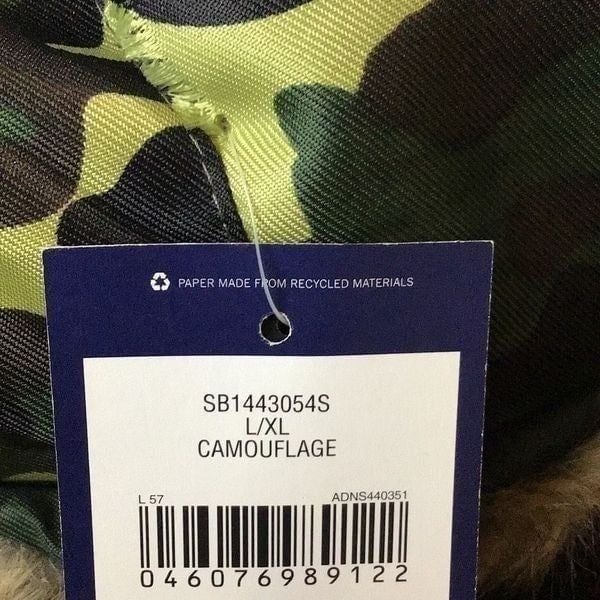 PAPER MADE FROM RECYCLED MATERIALS
SB1443054S
L/XL
CAMOUFLAGE
L 57 ADNS440351
046076989122